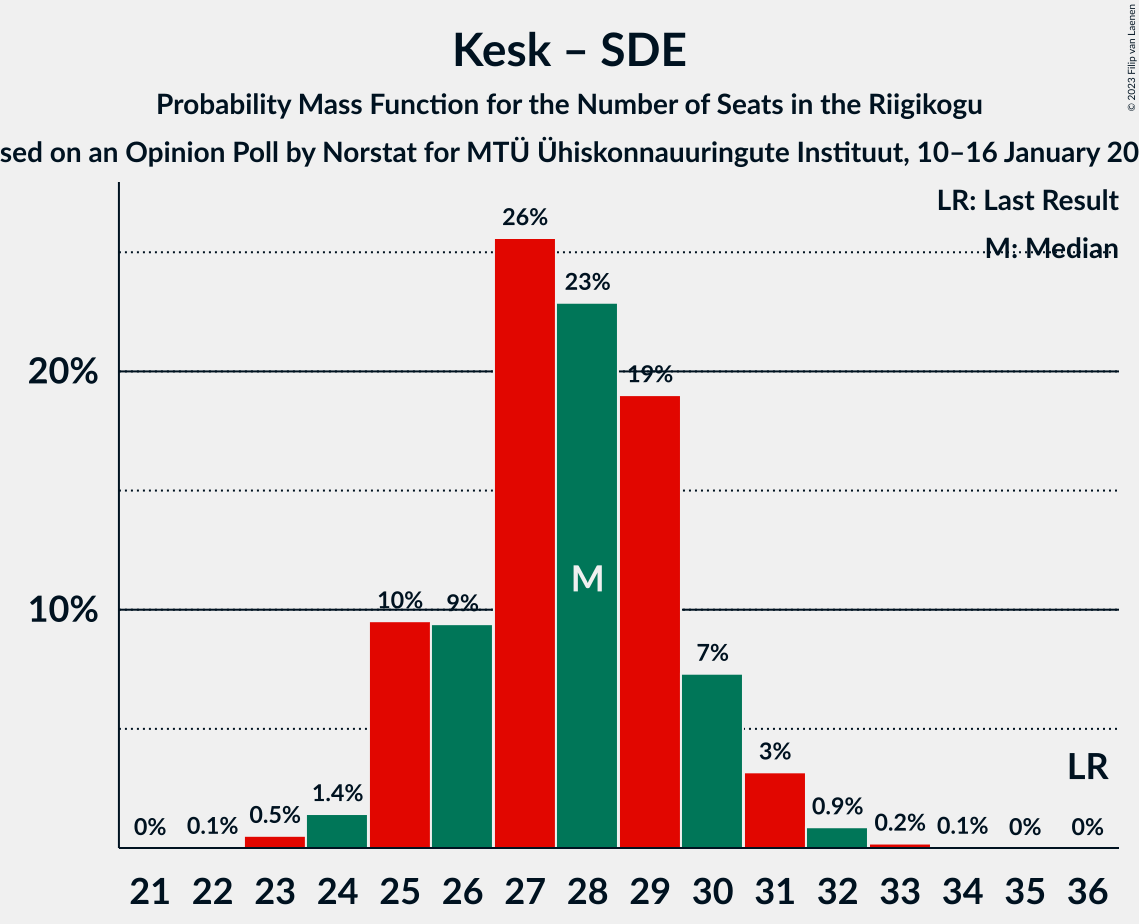 Kesk – SDE
Probability Mass Function for the Number of Seats in the Riigikogu
sed on an Opinion Poll by Norstat for MTÜ Ühiskonnauuringute Instituut, 10–16 January 20
© 2023 Filip van Laenen
LR: Last Result
M: Median
26%
23%
20%
19%
M
10%
10%
9%
7%
3%
LR
1.4%
0.9%
0.5%
0.2%
0%
0.1%
0.1%
0%
0%
21 22 23 24 25 26 27 28 29 30 31 32 33 34 35 36